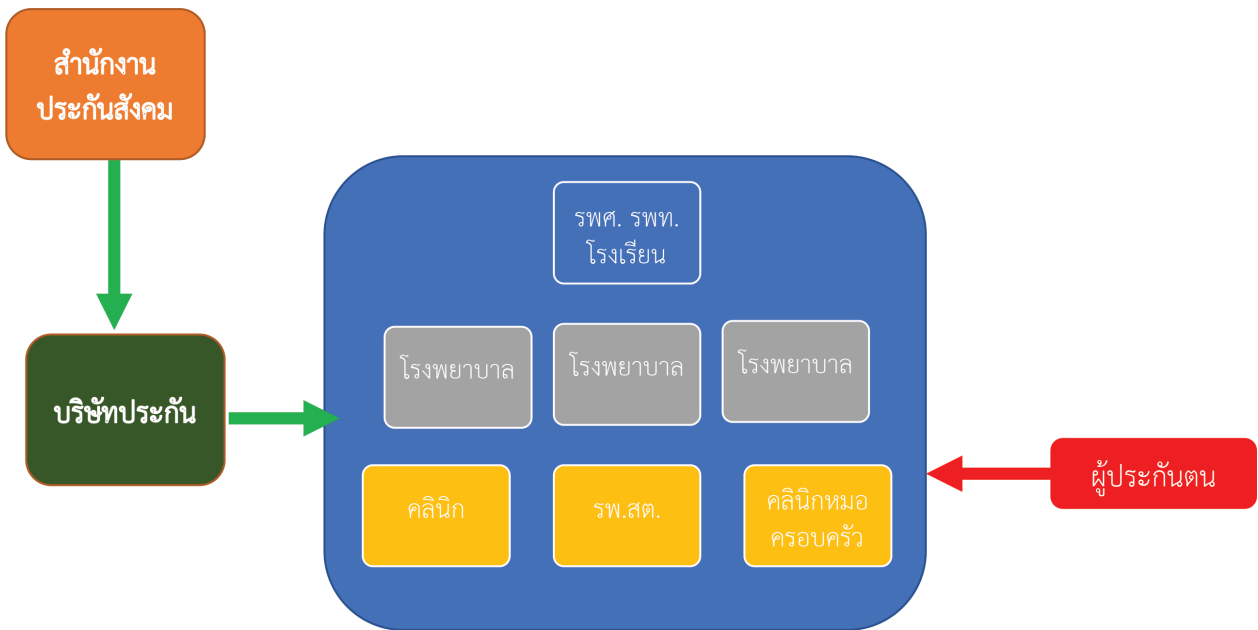 สำนักงาน
ประกันสังคม
รพศ. รพท.
โรงเรียน
โรงพยาบาล
โรงพยาบาล
โรงพยาบาล
บริษัทประกัน
ผู้ประกันตน
คลินิก
รพ.สต.
คลินิกหมอ
ครอบครัว